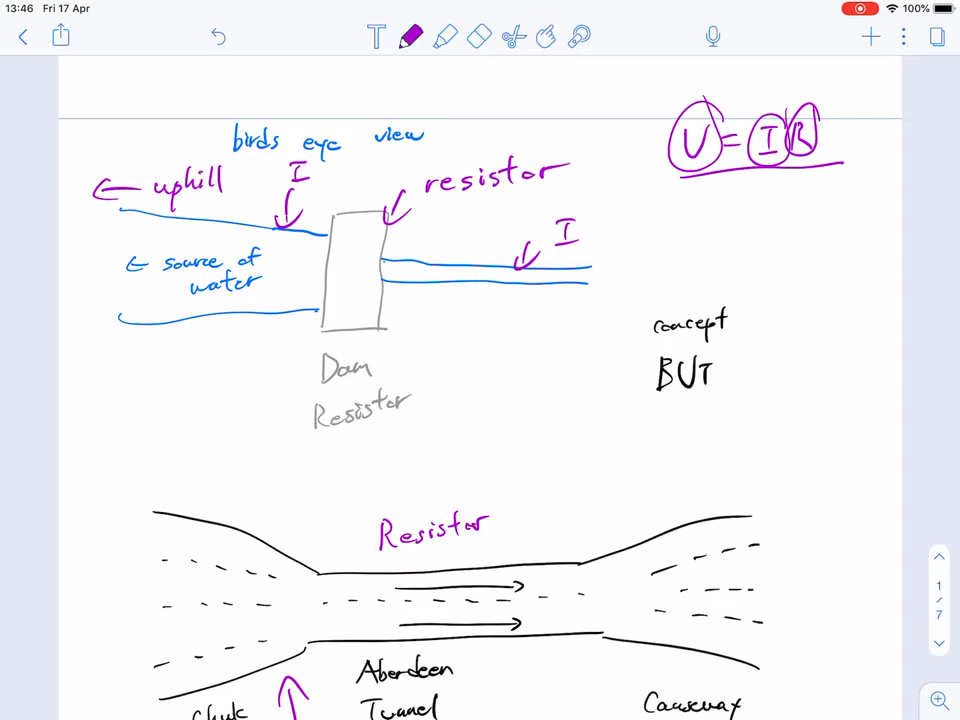 13:46 Fri 17 Apr
100%
birds eye view
V = IR
← uphill
I
resistor
I
← source of
water
concept
BUT
Dam
Resistor
Resistor
Aberdeen
Tunnel
Causeway
1
/
7